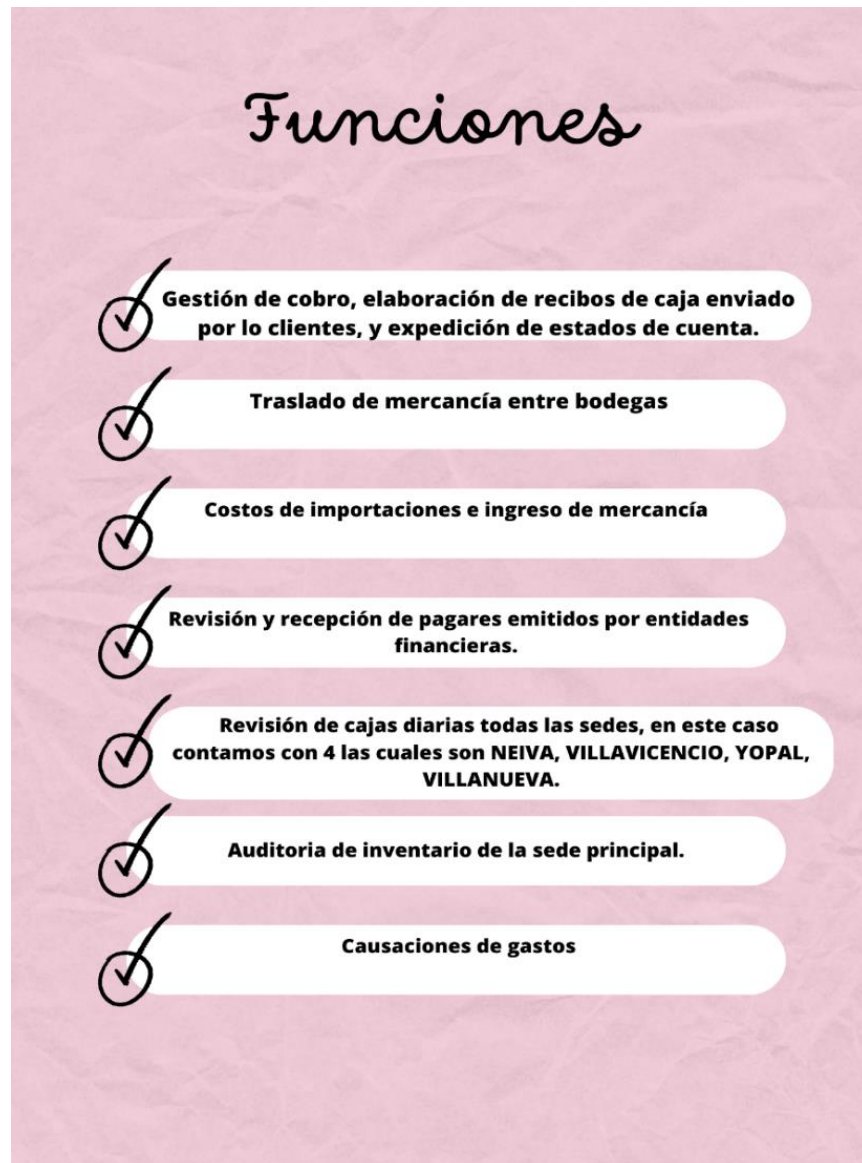 Funciones
Gestión de cobro, elaboración de recibos de caja enviado
por lo clientes, y expedición de estados de cuenta.
Traslado de mercancía entre bodegas
Costos de importaciones e ingreso de mercancía
Revisión y recepción de pagares emitidos por entidades
financieras.
Revisión de cajas diarias todas las sedes, en este caso
contamos con 4 las cuales son NEIVA, VILLAVICENCIO, YOPAL,
VILLANUEVA.
Auditoria de inventario de la sede principal.
Causaciones de gastos